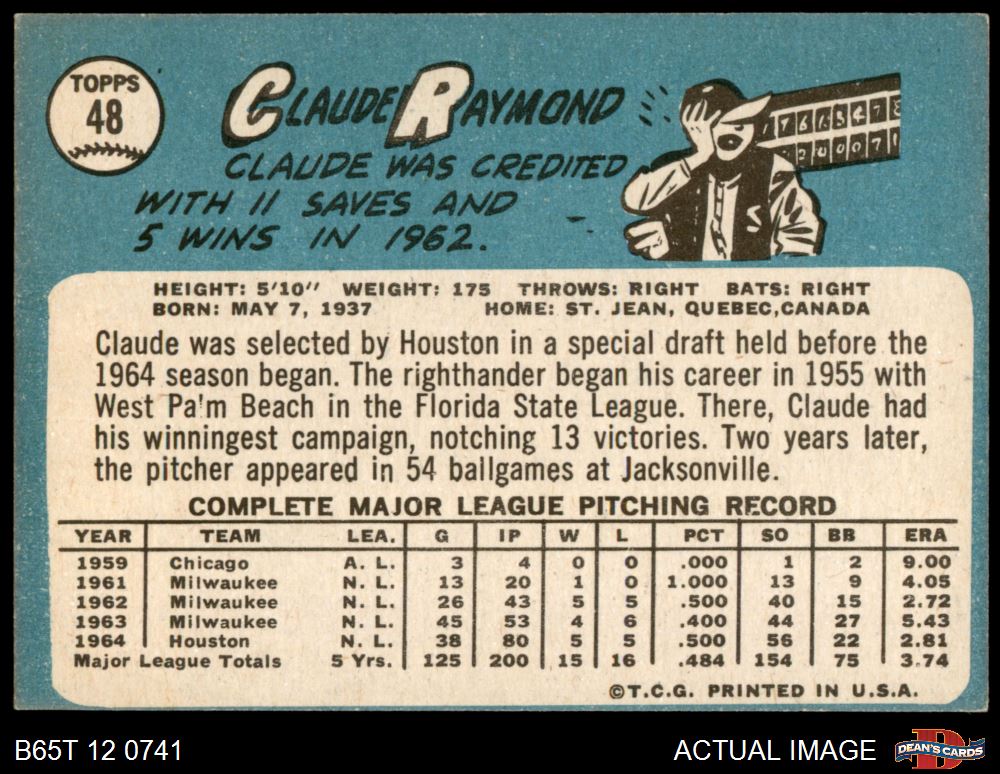 TOPPS
48
CLAUDE RAYMOND
CLAUDE WAS CREDITED
WITH 11 SAVES AND
5 WINS IN 1962.
HEIGHT: 5'10" WEIGHT: 175 THROWS: RIGHT BATS: RIGHT
BORN: MAY 7, 1937 HOME: ST. JEAN, QUEBEC,CANADA
Claude was selected by Houston in a special draft held before the
1964 season began. The righthander began his career in 1955 with
West Pa'm Beach in the Florida State League. There, Claude had
his winningest campaign, notching 13 victories. Two years later,
the pitcher appeared in 54 ballgames at Jacksonville.
COMPLETE MAJOR LEAGUE PITCHING RECORD
YEAR TEAM LEA. G IP W L PCT SO BB ERA
1959 Chicago A. L. 3 4 0 0 .000 1 2 9.00
1961 Milwaukee N. L. 13 20 1 0 1.000 13 9 4.05
1962 Milwaukee N. L. 26 43 5 5 .500 40 15 2.72
1963 Milwaukee N. L. 45 53 4 6 .400 44 27 5.43
1964 Houston N. L. 38 80 5 5 .500 56 22 2.81
Major League Totals 5 Yrs. 125 200 15 16 .484 154 75 3.74
©T.C.G. PRINTED IN U.S.A.
B65T 12 0741 ACTUAL IMAGE DEAN'S CARDS